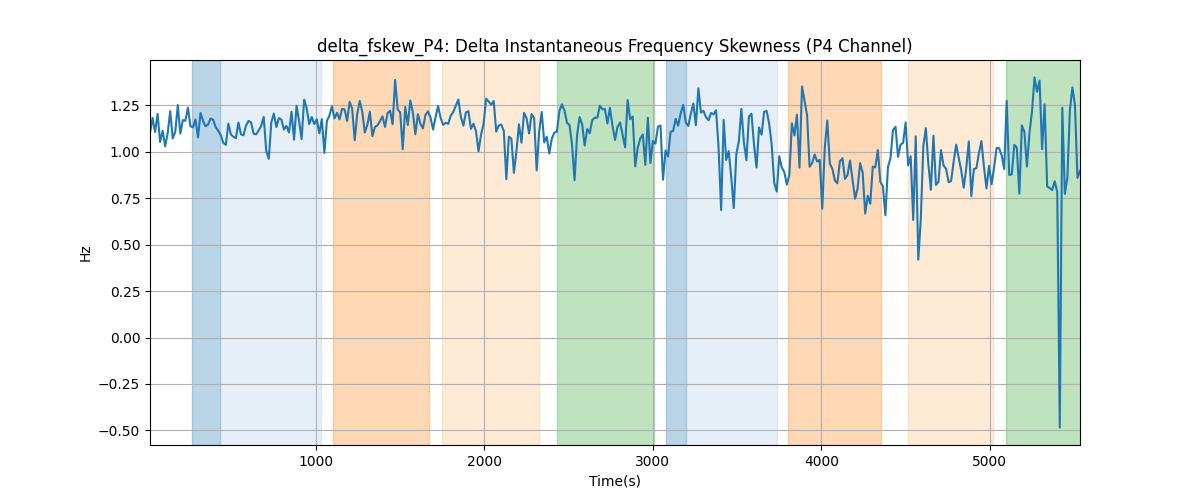 delta_fskew_P4: Delta Instantaneous Frequency Skewness (P4 Channel)
Hz
1.25
1.00
0.75
0.50
0.25
0.00
−0.25
−0.50
1000 2000 3000 4000 5000
Time(s)